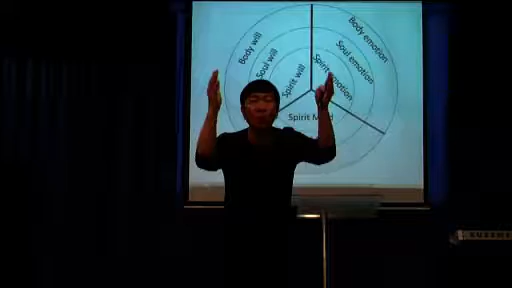 Body will
Soul will
Spirit will
Body emotion
Soul emotion
Spirit emotion
Spirit M